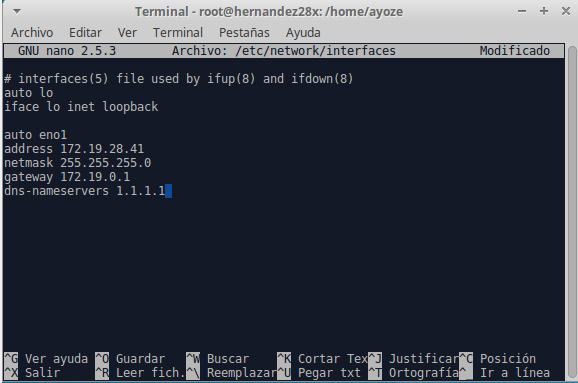 Terminal - root@hernandez28x: /home/ayoze
Archivo Editar Ver Terminal Pestañas Ayuda
GNU nano 2.5.3 Archivo: /etc/network/interfaces Modificado
# interfaces(5) file used by ifup(8) and ifdown(8)
auto lo
iface lo inet loopback
auto eno1
address 172.19.28.41
netmask 255.255.255.0
gateway 172.19.0.1
dns-nameservers 1.1.1.1
^G Ver ayuda ^O Guardar ^W Buscar ^K Cortar Tex^J Justificar^C Posición
^X Salir ^R Leer fich.^\ Reemplazar^U Pegar txt ^T Ortografía^_ Ir a línea